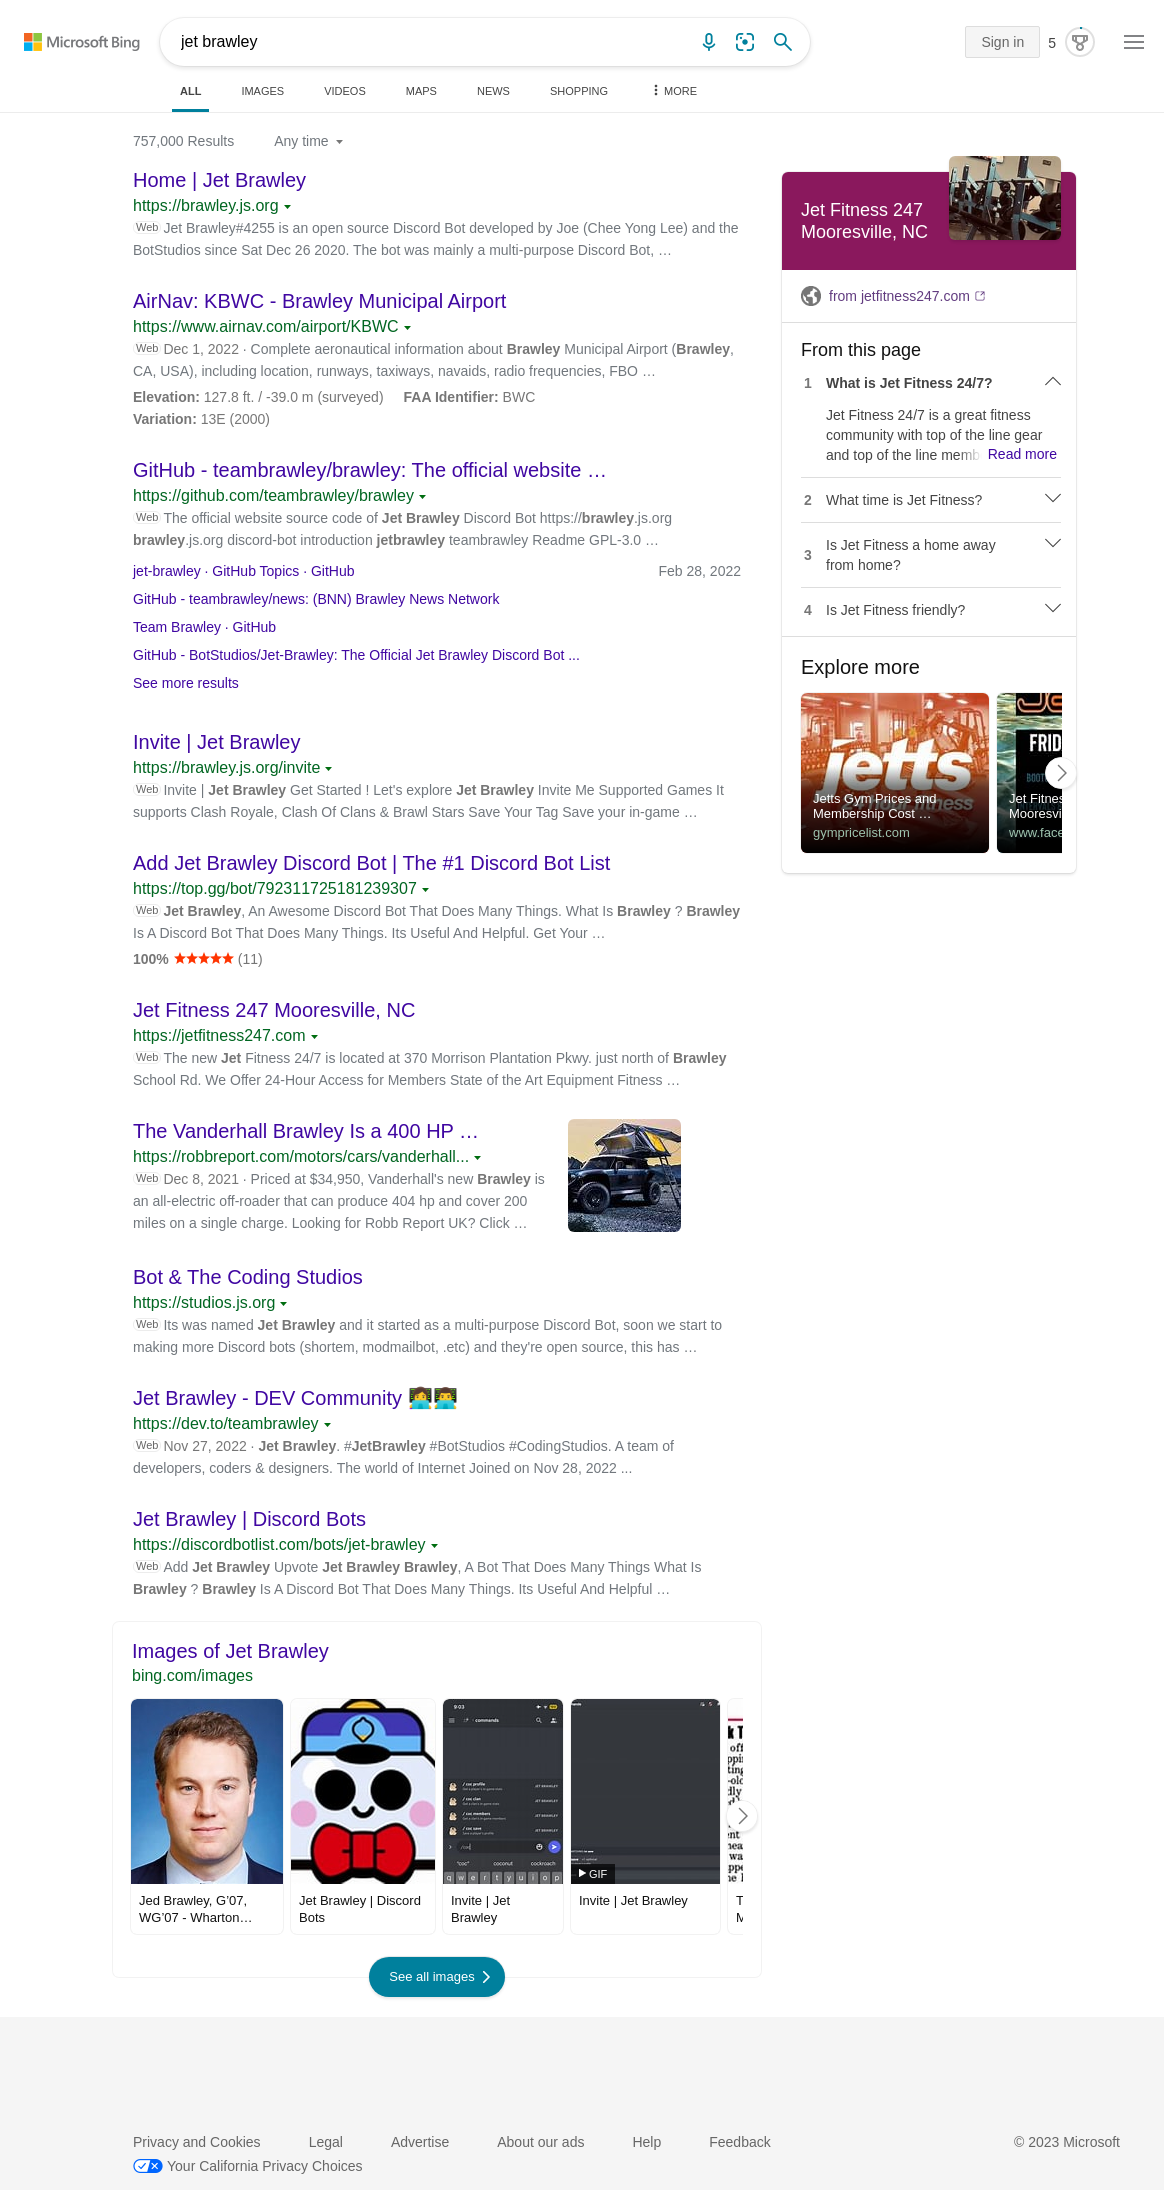 Microsoft Bing
jet brawley
Sign in
5
ALL
IMAGES
VIDEOS
MAPS
NEWS
SHOPPING
MORE
757,000 Results
Any time
Home | Jet Brawley
https://brawley.js.org
Web Jet Brawley#4255 is an open source Discord Bot developed by Joe (Chee Yong Lee) and the
BotStudios since Sat Dec 26 2020. The bot was mainly a multi-purpose Discord Bot, …
AirNav: KBWC - Brawley Municipal Airport
https://www.airnav.com/airport/KBWC
Web Dec 1, 2022 · Complete aeronautical information about Brawley Municipal Airport (Brawley,
CA, USA), including location, runways, taxiways, navaids, radio frequencies, FBO …
Elevation: 127.8 ft. / -39.0 m (surveyed) FAA Identifier: BWC
Variation: 13E (2000)
GitHub - teambrawley/brawley: The official website …
https://github.com/teambrawley/brawley
Web The official website source code of Jet Brawley Discord Bot https://brawley.js.org
brawley.js.org discord-bot introduction jetbrawley teambrawley Readme GPL-3.0 …
jet-brawley · GitHub Topics · GitHub
Feb 28, 2022
GitHub - teambrawley/news: (BNN) Brawley News Network
Team Brawley · GitHub
GitHub - BotStudios/Jet-Brawley: The Official Jet Brawley Discord Bot ...
See more results
Invite | Jet Brawley
https://brawley.js.org/invite
Web Invite | Jet Brawley Get Started ! Let's explore Jet Brawley Invite Me Supported Games It
supports Clash Royale, Clash Of Clans & Brawl Stars Save Your Tag Save your in-game …
Add Jet Brawley Discord Bot | The #1 Discord Bot List
https://top.gg/bot/792311725181239307
Web Jet Brawley, An Awesome Discord Bot That Does Many Things. What Is Brawley ? Brawley
Is A Discord Bot That Does Many Things. Its Useful And Helpful. Get Your …
100% (11)
Jet Fitness 247 Mooresville, NC
https://jetfitness247.com
Web The new Jet Fitness 24/7 is located at 370 Morrison Plantation Pkwy. just north of Brawley
School Rd. We Offer 24-Hour Access for Members State of the Art Equipment Fitness …
The Vanderhall Brawley Is a 400 HP …
https://robbreport.com/motors/cars/vanderhall...
Web Dec 8, 2021 · Priced at $34,950, Vanderhall's new Brawley is
an all-electric off-roader that can produce 404 hp and cover 200
miles on a single charge. Looking for Robb Report UK? Click …
Bot & The Coding Studios
https://studios.js.org
Web Its was named Jet Brawley and it started as a multi-purpose Discord Bot, soon we start to
making more Discord bots (shortem, modmailbot, .etc) and they're open source, this has …
Jet Brawley - DEV Community 👩‍💻👨‍💻
https://dev.to/teambrawley
Web Nov 27, 2022 · Jet Brawley. #JetBrawley #BotStudios #CodingStudios. A team of
developers, coders & designers. The world of Internet Joined on Nov 28, 2022 ...
Jet Brawley | Discord Bots
https://discordbotlist.com/bots/jet-brawley
Web Add Jet Brawley Upvote Jet Brawley Brawley, A Bot That Does Many Things What Is
Brawley ? Brawley Is A Discord Bot That Does Many Things. Its Useful And Helpful …
Images of Jet Brawley
bing.com/images
9:03
commands
/ coc profile
/ coc clan
/ coc members
/ coc save
"coc" coconut cockroach
q w e r t y u i o p
GIF
Jed Brawley, G'07,
WG'07 - Wharton…
Jet Brawley | Discord
Bots
Invite | Jet
Brawley
Invite | Jet Brawley
See all images
Jet Fitness 247
Mooresville, NC
from jetfitness247.com
From this page
1 What is Jet Fitness 24/7?
Jet Fitness 24/7 is a great fitness
community with top of the line gear
and top of the line memb Read more
2 What time is Jet Fitness?
3 Is Jet Fitness a home away
from home?
4 Is Jet Fitness friendly?
Explore more
jetts
24 hour fitness
Jetts Gym Prices and
Membership Cost …
gympricelist.com
FRID
Jet Fitnes
Mooresvi
www.face
Privacy and Cookies
Legal
Advertise
About our ads
Help
Feedback
© 2023 Microsoft
Your California Privacy Choices